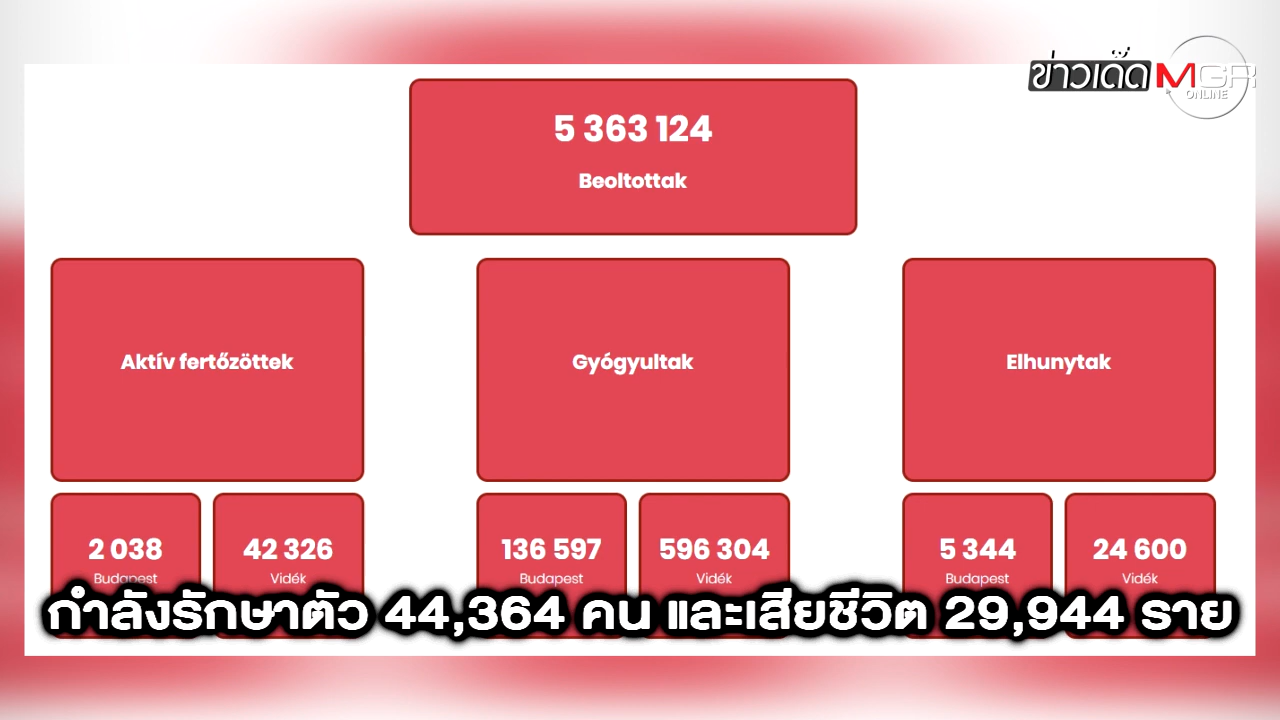 ข่าวเด็ด MGR
ONLINE
5 363 124
Beoltottak
Aktív fertőzöttek
Gyógyultak
Elhunytak
2 038
42 326
136 597
596 304
5 344
24 600
Budapest
Vidék
Budapest
Vidék
Budapest
Vidék
กำลังรักษาตัว 44,364 คน และเสียชีวิต 29,944 ราย